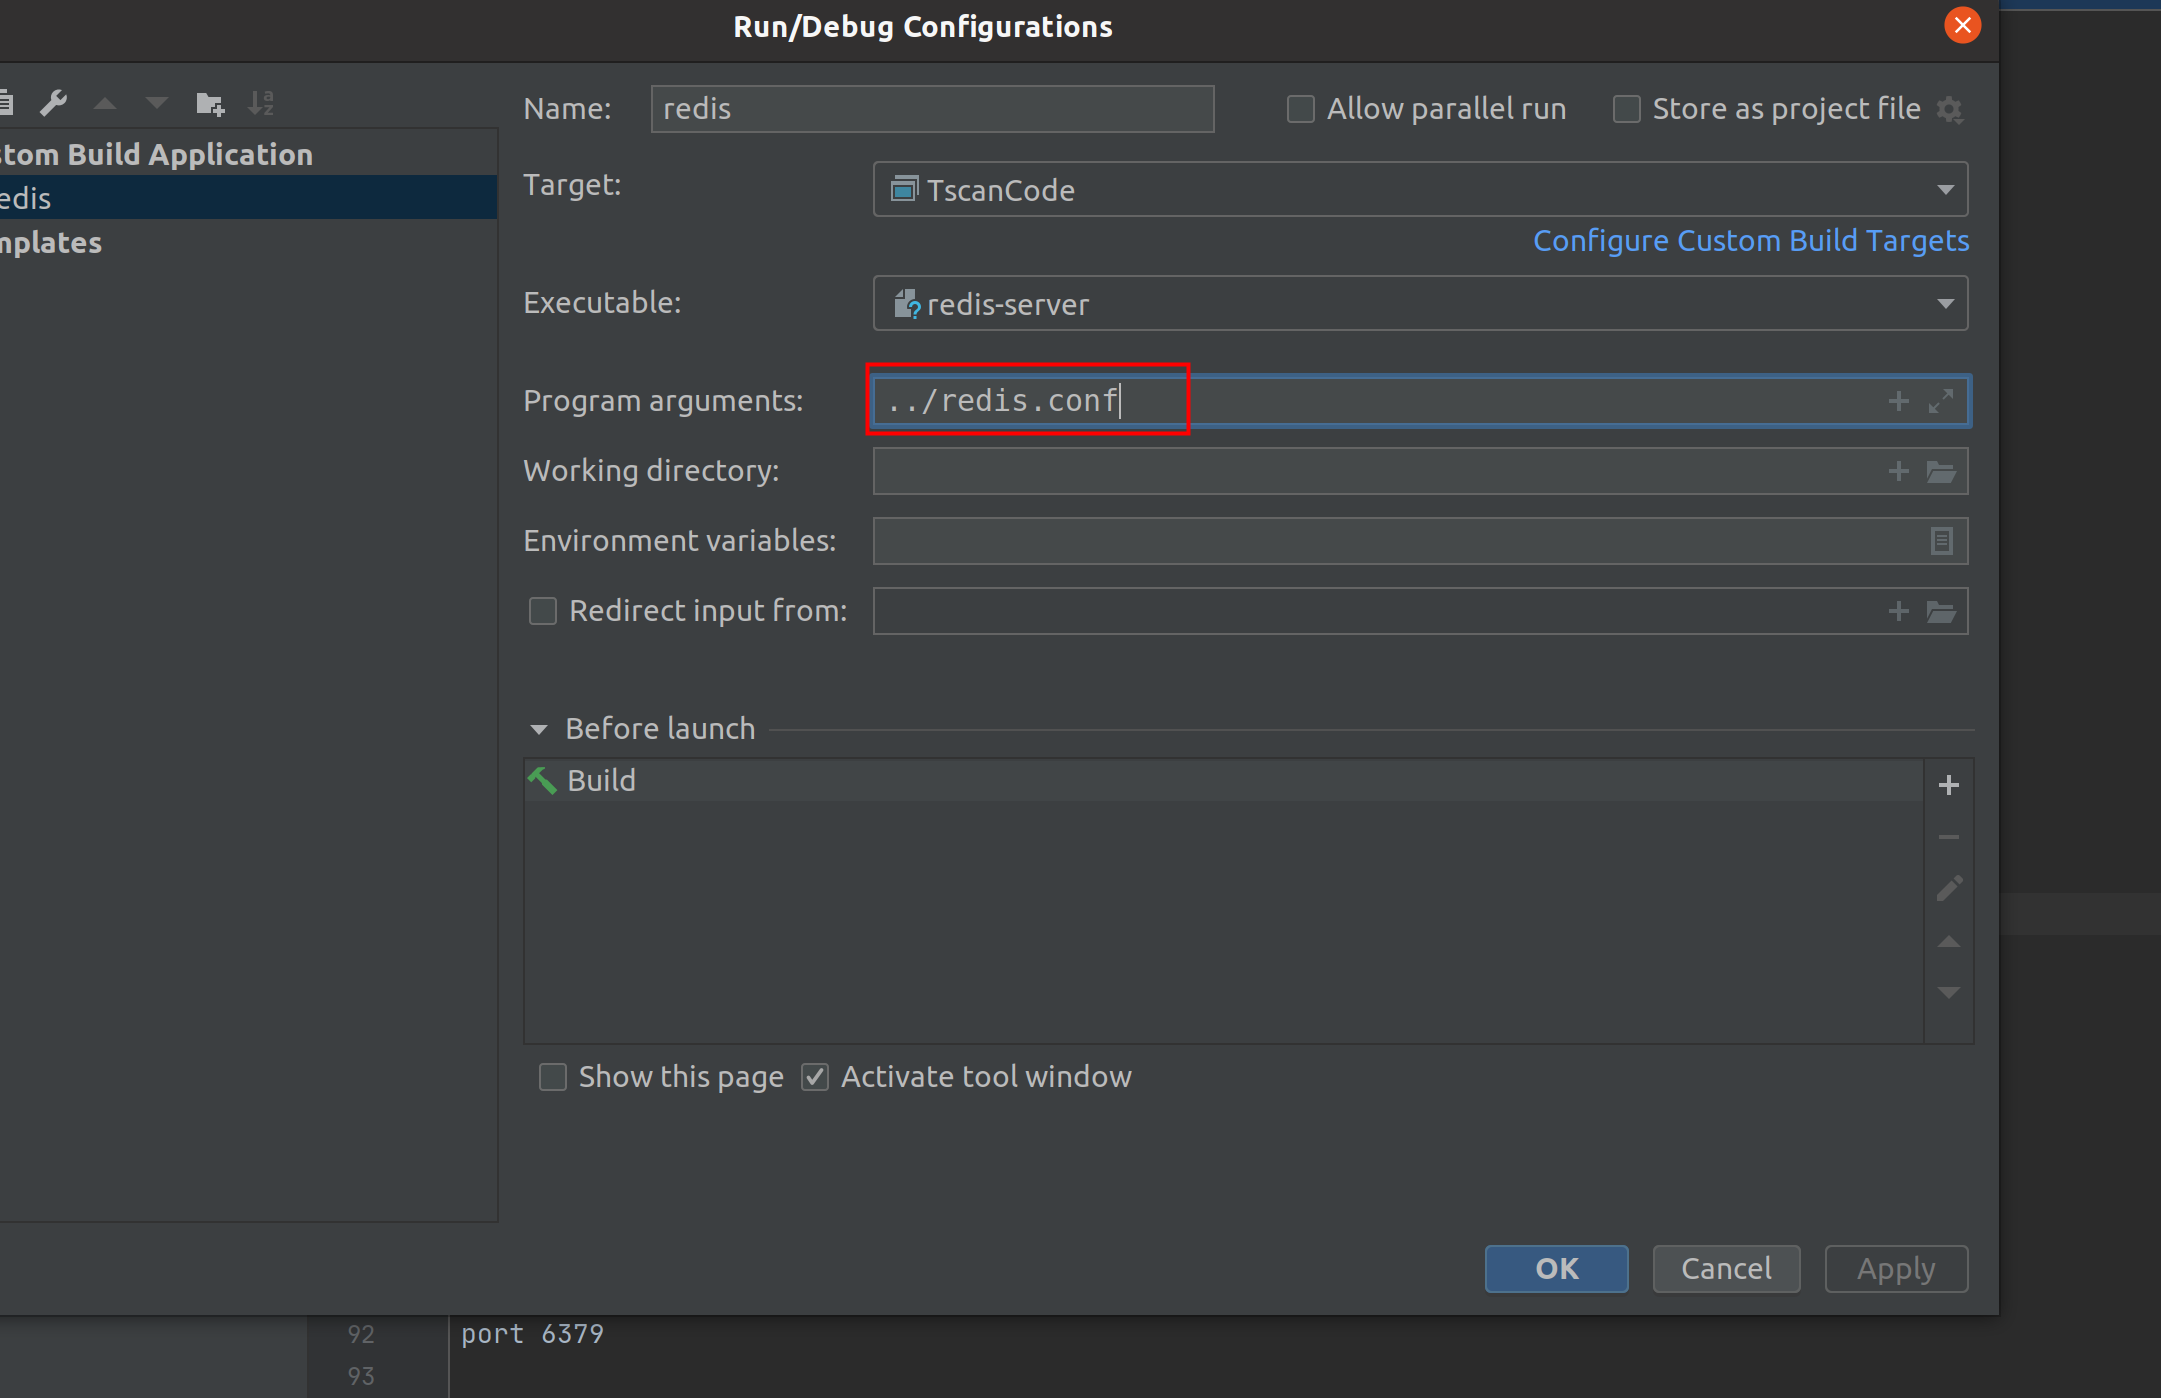 Run/Debug Configurations
Name: redis Allow parallel run Store as project file
stom Build Application
edis
mplates
Target: TscanCode
Configure Custom Build Targets
Executable: redis-server
Program arguments: ../redis.conf
Working directory:
Environment variables:
Redirect input from:
Before launch
Build
Show this page Activate tool window
OK Cancel Apply
92 port 6379
93